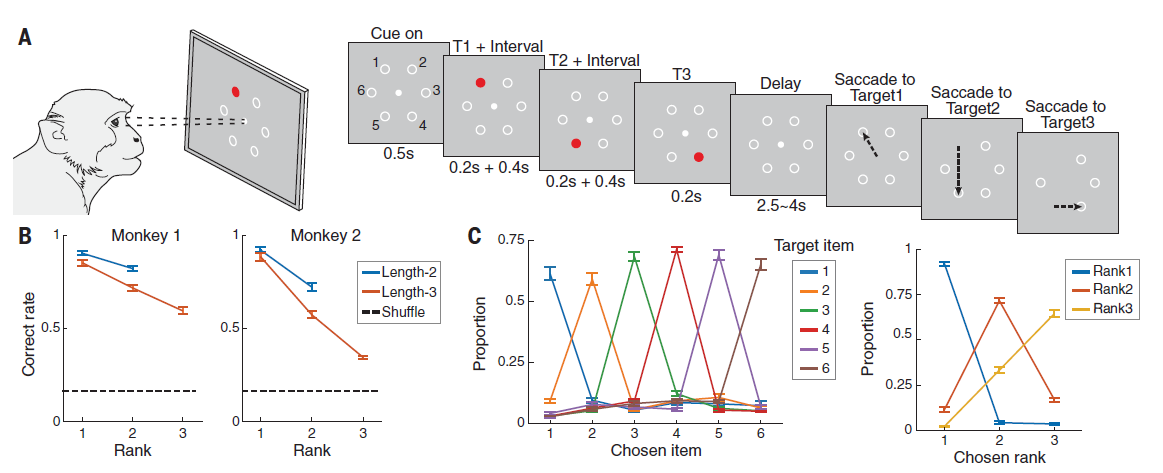 A
Cue on
1
2
6
3
5
4
0.5s
T1 + Interval
0.2s + 0.4s
T2 + Interval
0.2s + 0.4s
T3
0.2s
Delay
2.5~4s
Saccade to
Target1
Saccade to
Target2
Saccade to
Target3
B
Monkey 1
Correct rate
1
0.5
0
1
2
3
Rank
Monkey 2
1
0.5
0
1
2
3
Rank
Length-2
Length-3
Shuffle
C
Proportion
0.75
0.5
0.25
0
1
2
3
4
5
6
Chosen item
Target item
1
2
3
4
5
6
Proportion
1
0.75
0.5
0.25
0
1
2
3
Chosen rank
Rank1
Rank2
Rank3